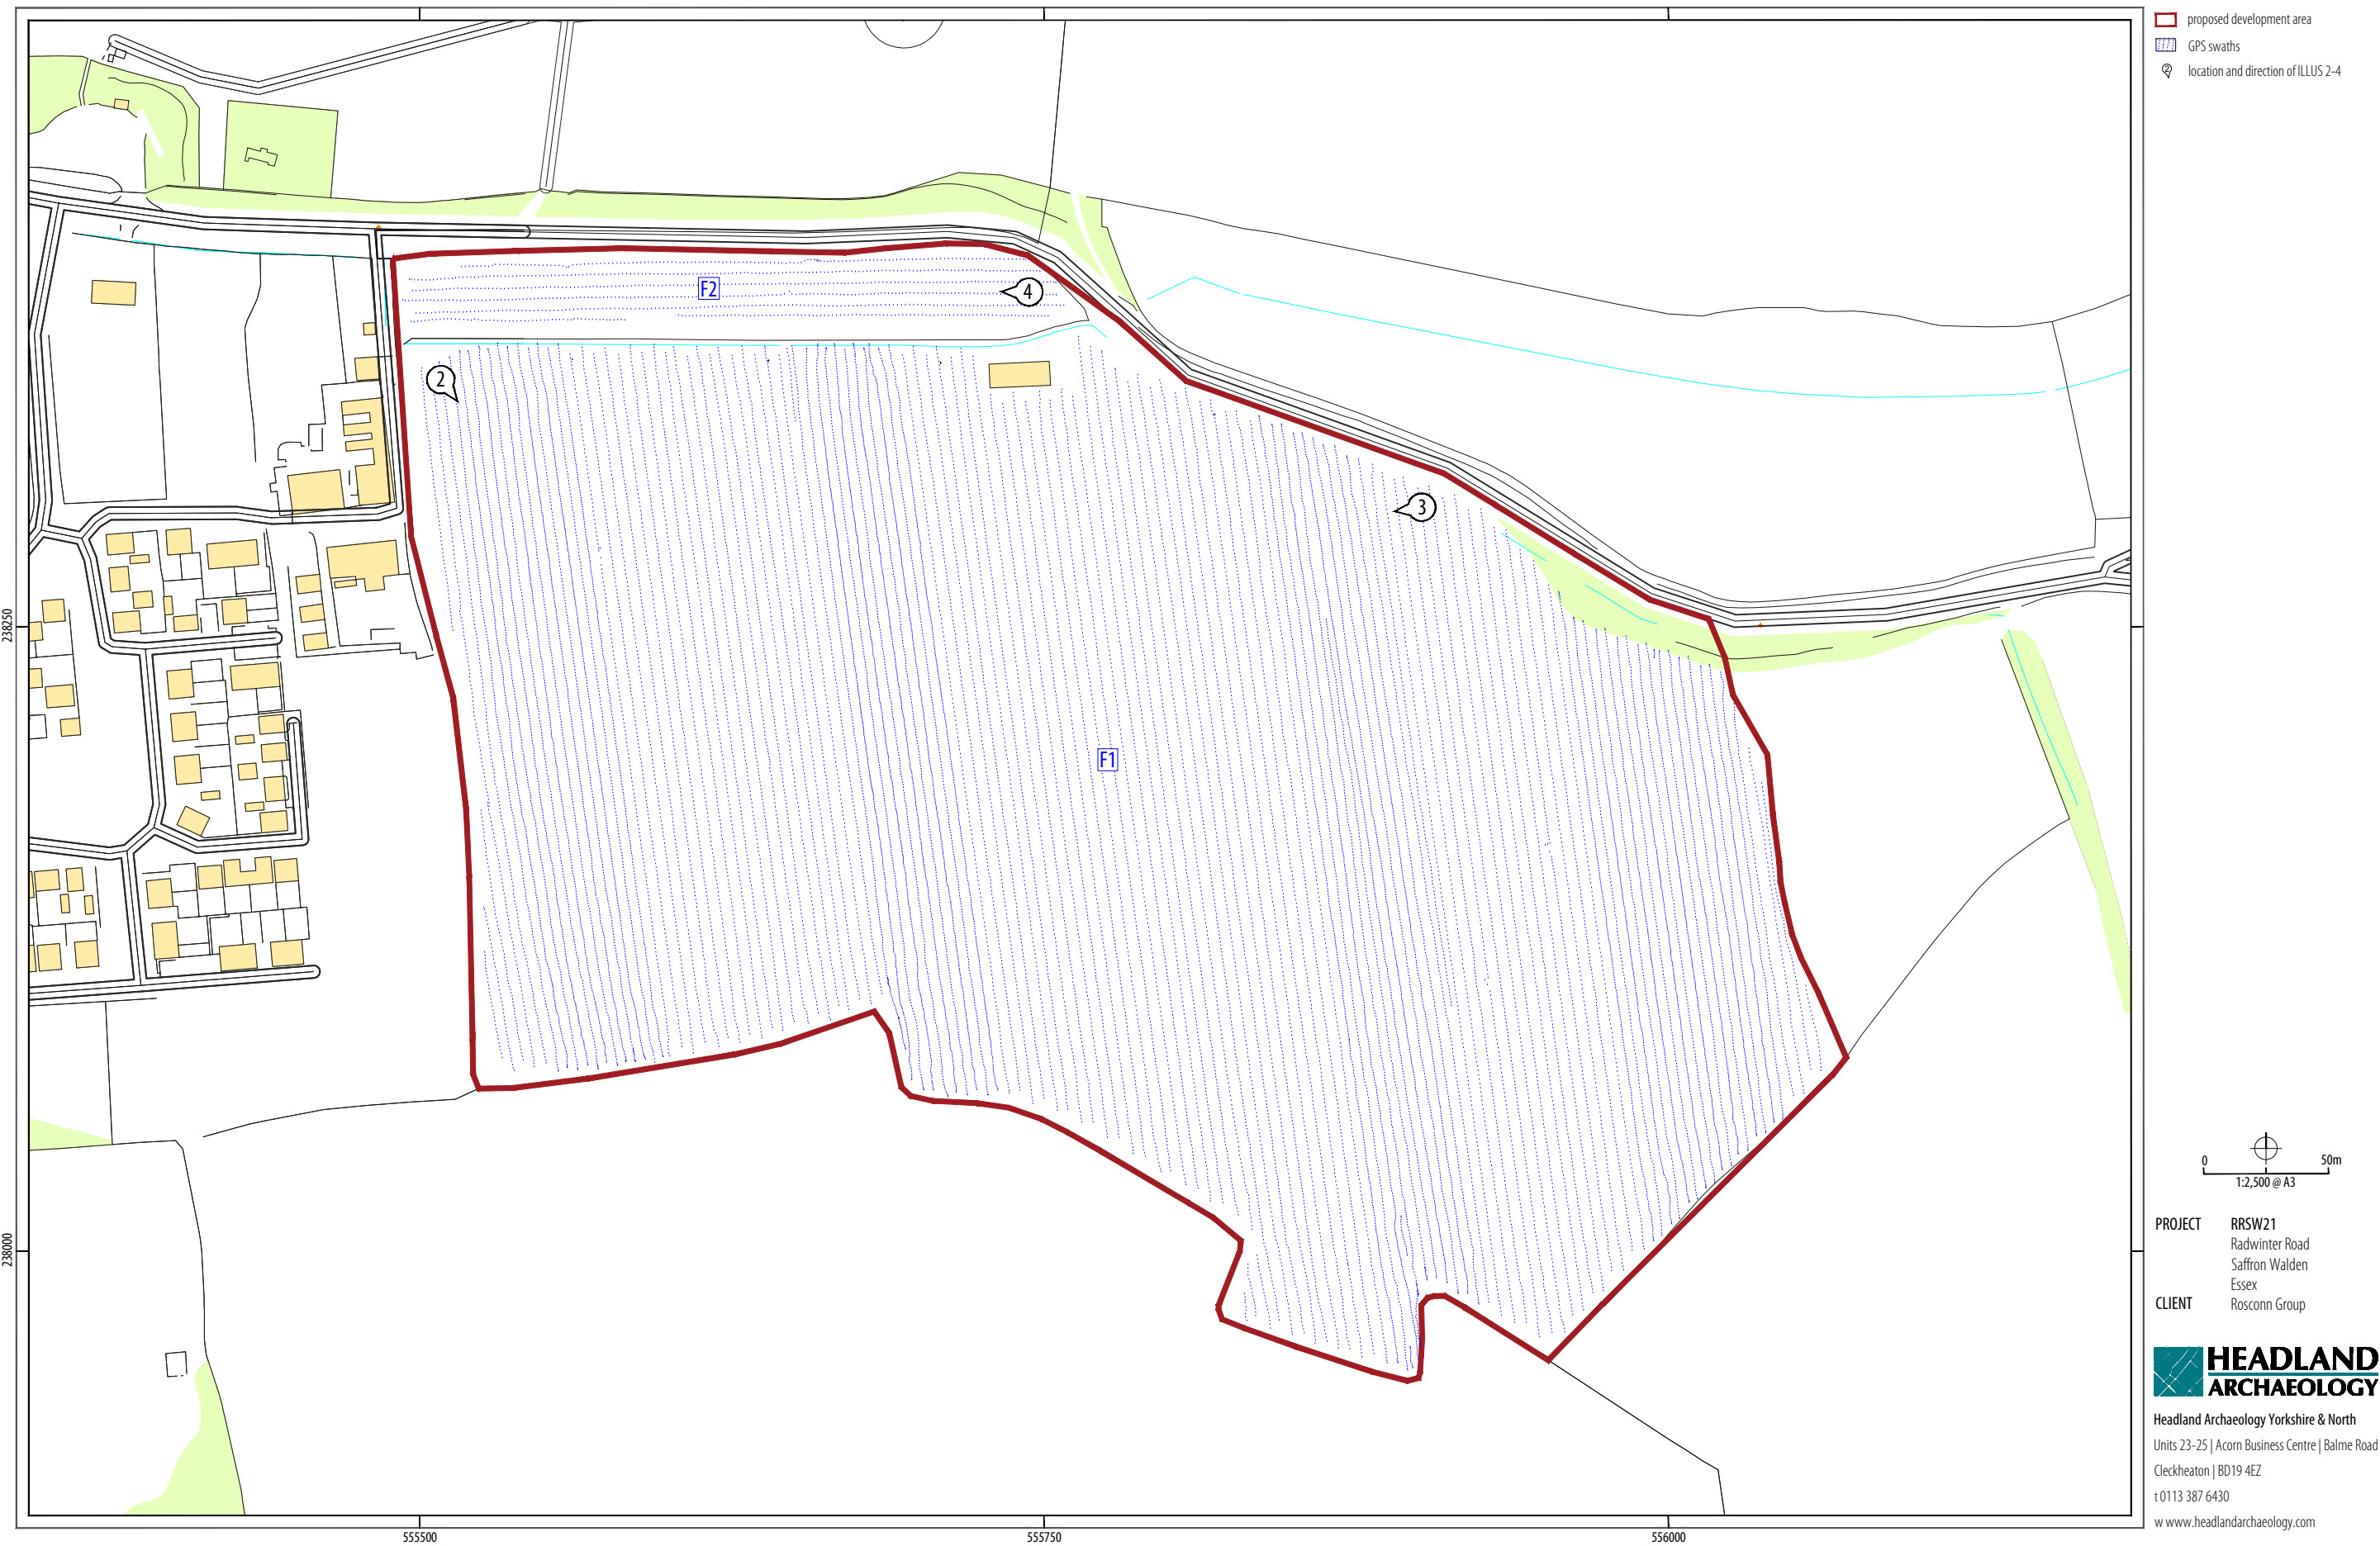 proposed development area
GPS swaths
2
location and direction of ILLUS 2-4
F2
4
2
3
F1
238250
238000
555500
555750
556000
0
50m
1:2,500 @ A3
PROJECT
RRSW21
Radwinter Road
Saffron Walden
Essex
CLIENT
Rosconn Group
HEADLAND
ARCHAEOLOGY
Headland Archaeology Yorkshire & North
Units 23-25 | Acorn Business Centre | Balme Road
Cleckheaton | BD19 4EZ
t 0113 387 6430
w www.headlandarchaeology.com